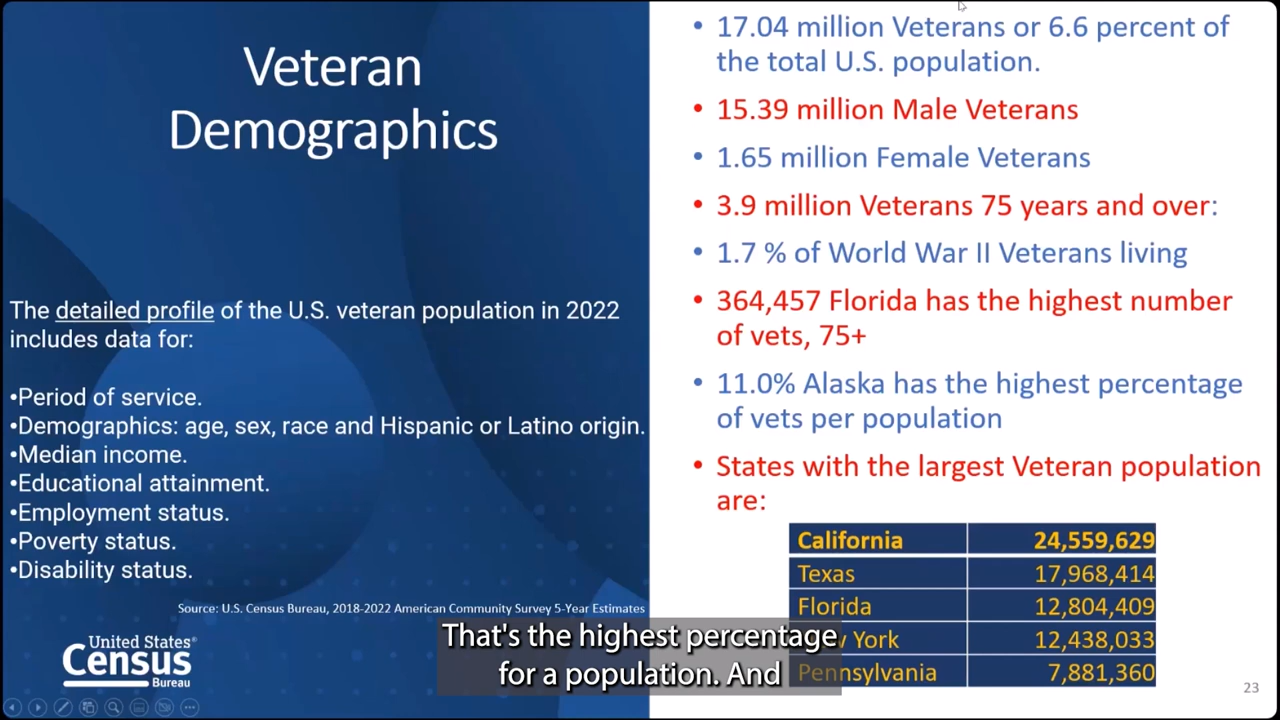 Veteran
Demographics
The detailed profile of the U.S. veteran population in 2022
includes data for:
•Period of service.
•Demographics: age, sex, race and Hispanic or Latino origin.
•Median income.
•Educational attainment.
•Employment status.
•Poverty status.
•Disability status.
Source: U.S. Census Bureau, 2018-2022 American Community Survey 5-Year Estimates
United States®
Census
Bureau
• 17.04 million Veterans or 6.6 percent of
the total U.S. population.
• 15.39 million Male Veterans
• 1.65 million Female Veterans
• 3.9 million Veterans 75 years and over:
• 1.7 % of World War II Veterans living
• 364,457 Florida has the highest number
of vets, 75+
• 11.0% Alaska has the highest percentage
of vets per population
• States with the largest Veteran population
are:
California 24,559,629
Texas 17,968,414
Florida 12,804,409
York 12,438,033
Pennsylvania 7,881,360
That's the highest percentage
for a population. And
23